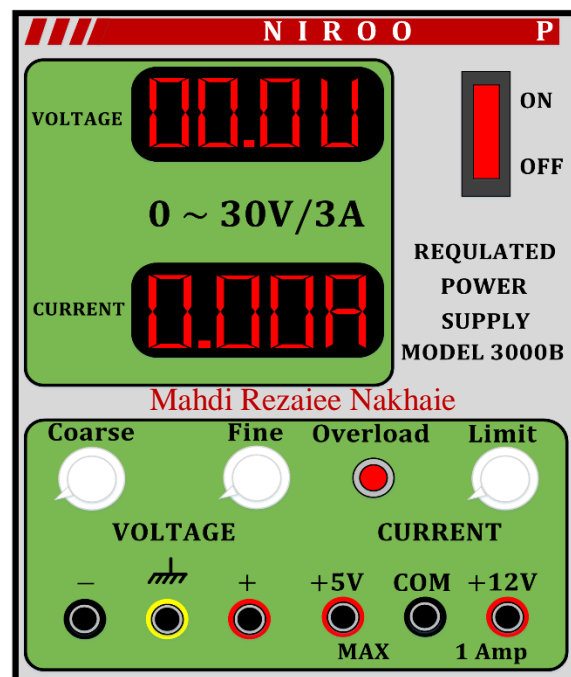 NIROO P
VOLTAGE 00.0U
ON
OFF
0 ~ 30V/3A
CURRENT 0.00A
REQULATED
POWER
SUPPLY
MODEL 3000B
Mahdi Rezaiee Nakhaie
Coarse Fine Overload Limit
VOLTAGE CURRENT
− + +5V COM +12V
MAX 1 Amp